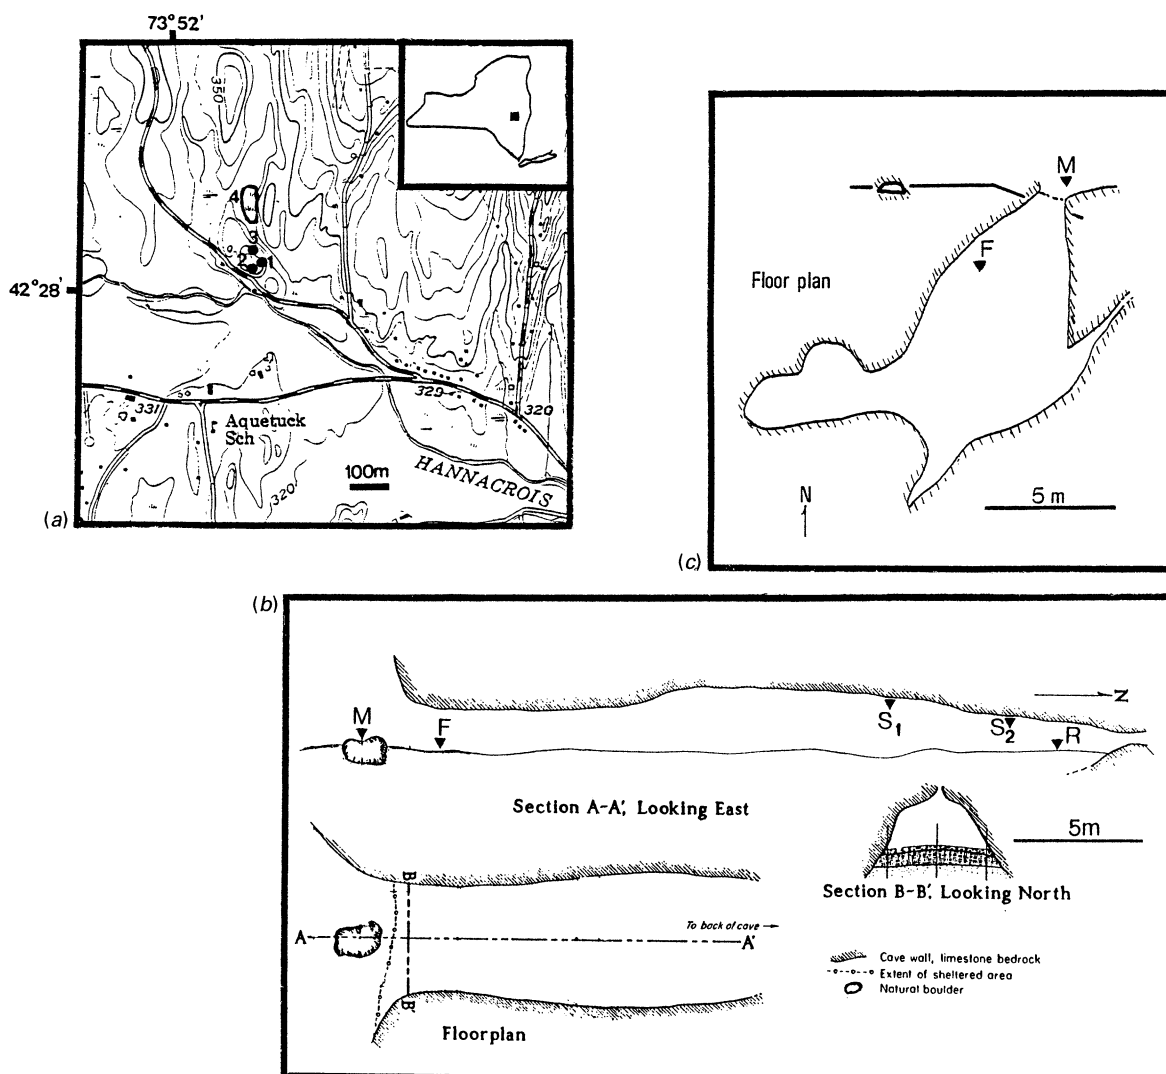 73°52'
350
4
3
2
1
42°28'
329
331
320
Aquetuck
Sch
100m
HANNACROIS
320
(a)
M
F
Floor plan
N
5 m
(c)
(b)
M
F
S1
S2
R
N
Section A-A', Looking East
5m
Section B-B', Looking North
B
A
To back of cave
A'
B'
Floorplan
Cave wall, limestone bedrock
Extent of sheltered area
Natural boulder